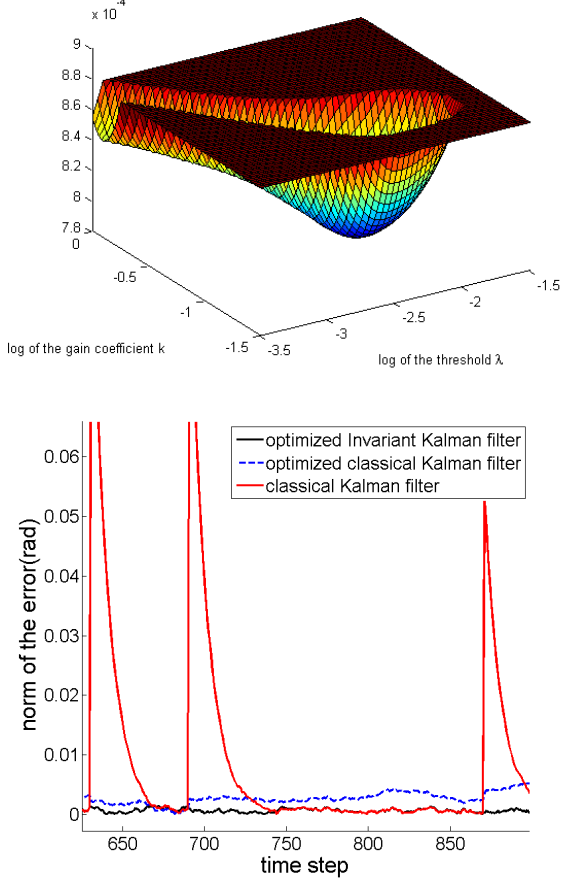 x 10^-4
9
8.8
8.6
8.4
8.2
8
7.8
0
-0.5
-1
-1.5
-3.5
-3
-2.5
-2
-1.5
log of the gain coefficient k
log of the threshold λ
optimized Invariant Kalman filter
optimized classical Kalman filter
classical Kalman filter
norm of the error(rad)
0.06
0.05
0.04
0.03
0.02
0.01
0
650 700 750 800 850
time step